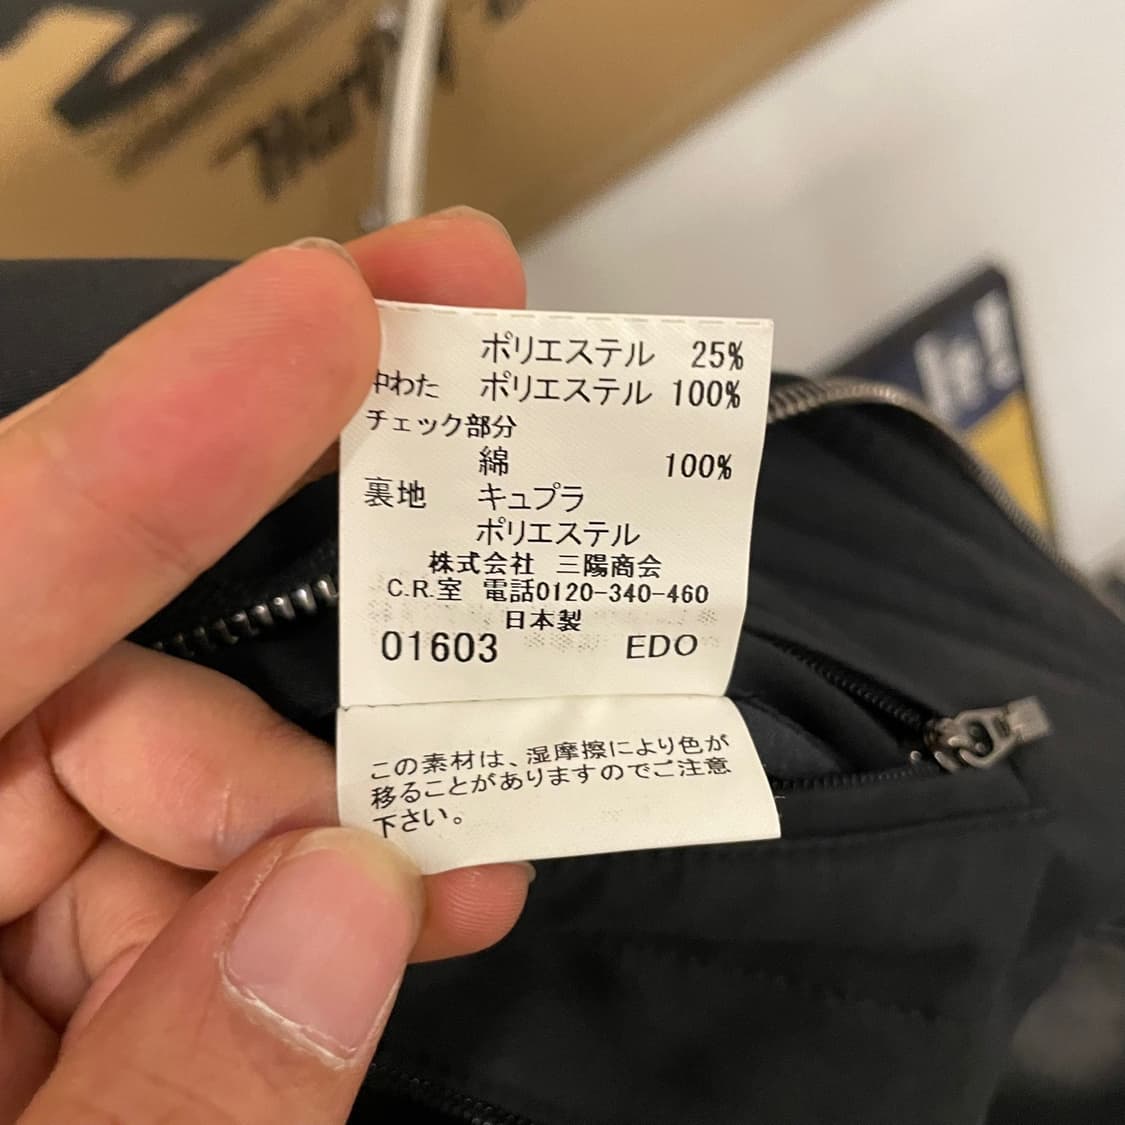 ポリエステル 25%
中わた ポリエステル 100%
チェック部分
綿 100%
裏地 キュプラ
ポリエステル
株式会社 三陽商会
C.R.室 電話0120-340-460
日本製
01603 EDO
この素材は、湿摩擦により色が
移ることがありますのでご注意
下さい。